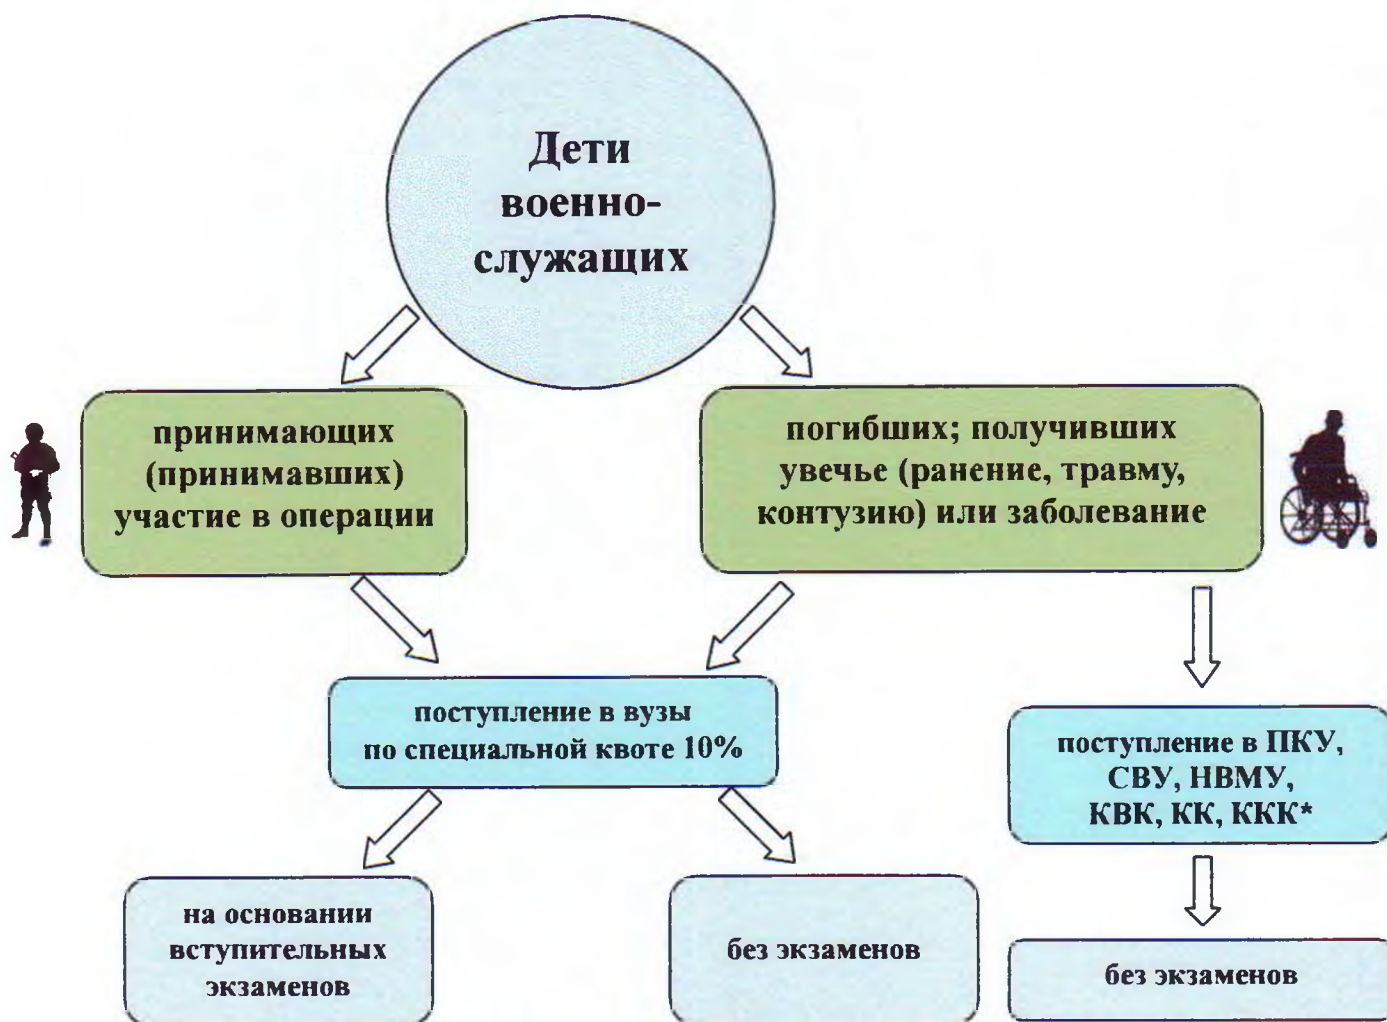 Дети
военно-
служащих
принимающих
(принимавших)
участие в операции
погибших; получивших
увечье (ранение, травму,
контузию) или заболевание
поступление в вузы
по специальной квоте 10%
поступление в ПКУ,
СВУ, НВМУ,
КВК, КК, ККК*
на основании
вступительных
экзаменов
без экзаменов
без экзаменов